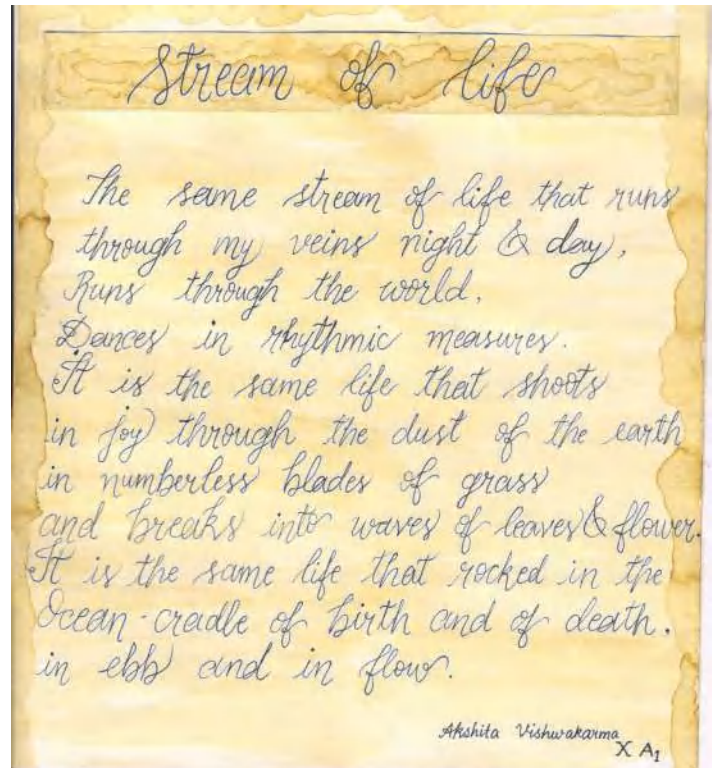 Stream of life
The same stream of life that runs
through my veins night & day,
Runs through the world,
Dances in rhythmic measures.
It is the same life that shoots
in joy through the dust of the earth
in numberless blades of grass
and breaks into waves of leaves & flower.
It is the same life that rocked in the
Ocean-cradle of birth and of death,
in ebb and in flow.
Akshita Vishwakarma
X A1